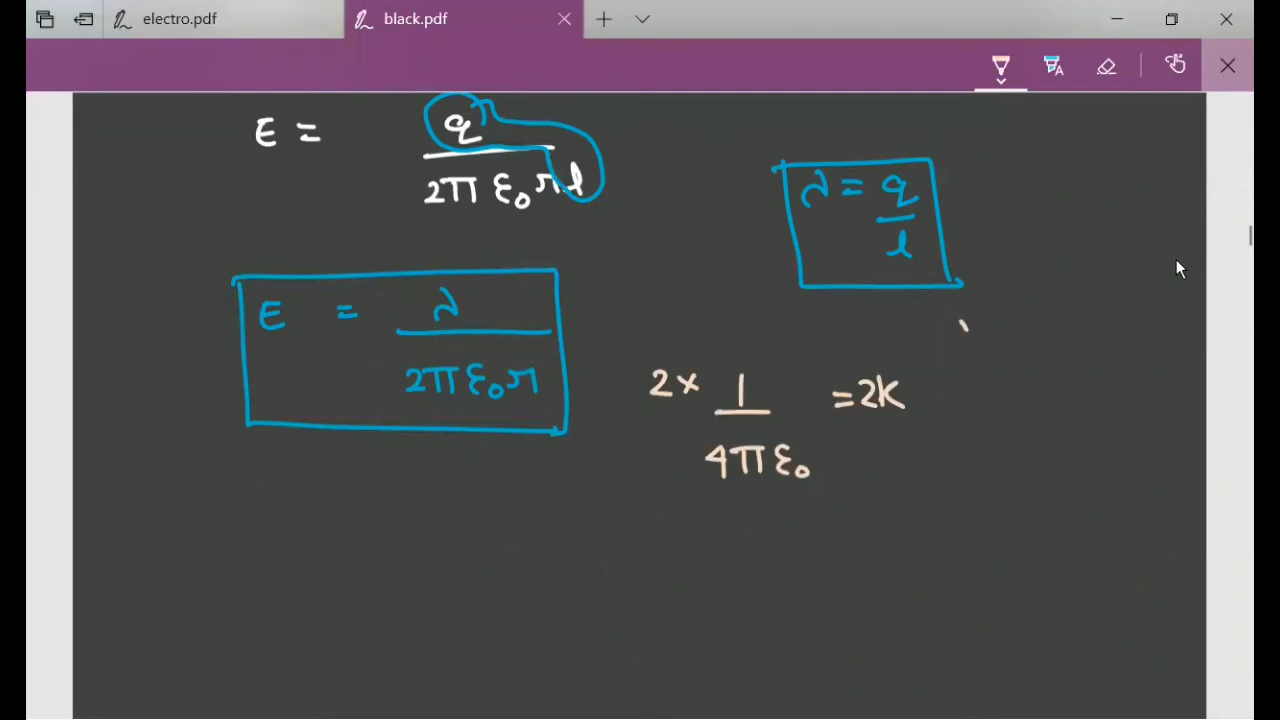 electro.pdf
black.pdf
E = q / 2π ε₀ r l
λ = q / l
E = λ / 2π ε₀ r
2 × 1 / 4π ε₀ = 2K